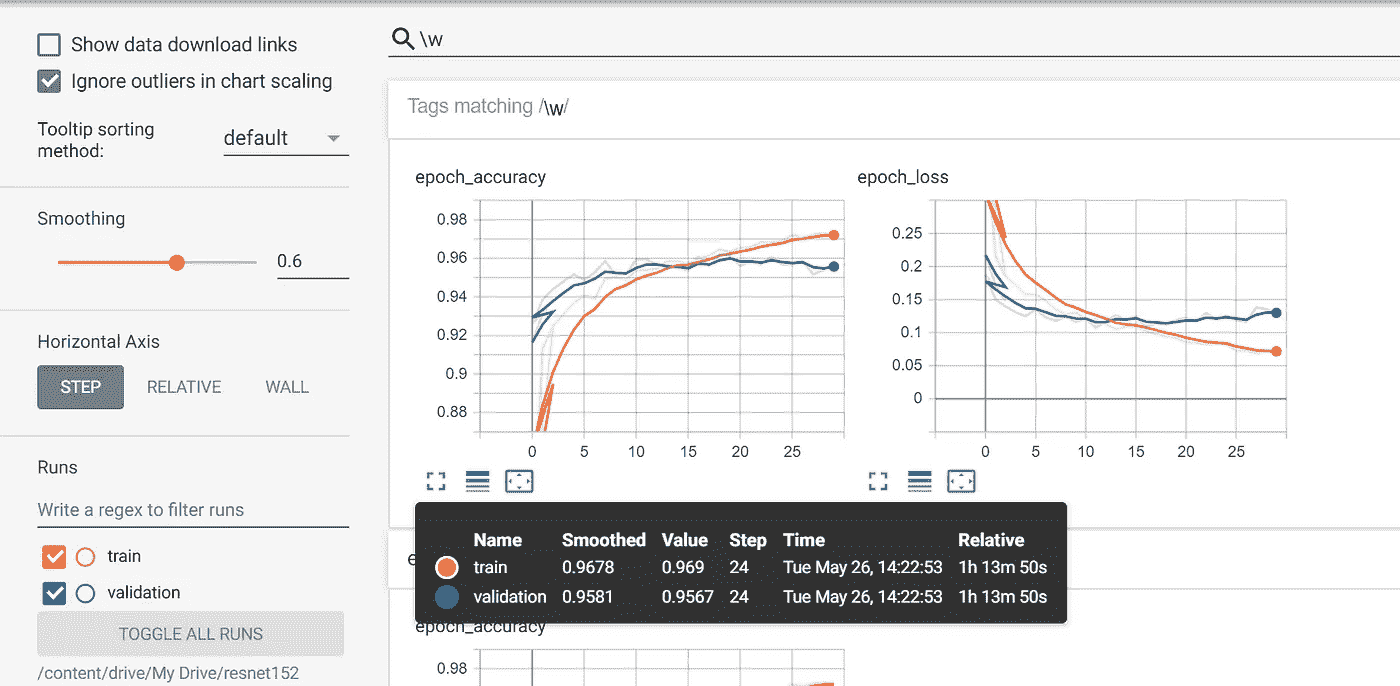 Show data download links
Ignore outliers in chart scaling
Tooltip sorting
method:
default
Smoothing
0.6
Horizontal Axis
STEP RELATIVE WALL
Runs
Write a regex to filter runs
train
validation
TOGGLE ALL RUNS
/content/drive/My Drive/resnet152
\w
Tags matching /\w/
epoch_accuracy
0.98
0.96
0.94
0.92
0.9
0.88
0 5 10 15 20 25
epoch_loss
0.25
0.2
0.15
0.1
0.05
0
0 5 10 15 20 25
Name Smoothed Value Step Time Relative
train 0.9678 0.969 24 Tue May 26, 14:22:53 1h 13m 50s
validation 0.9581 0.9567 24 Tue May 26, 14:22:53 1h 13m 50s
epoch_accuracy
0.98